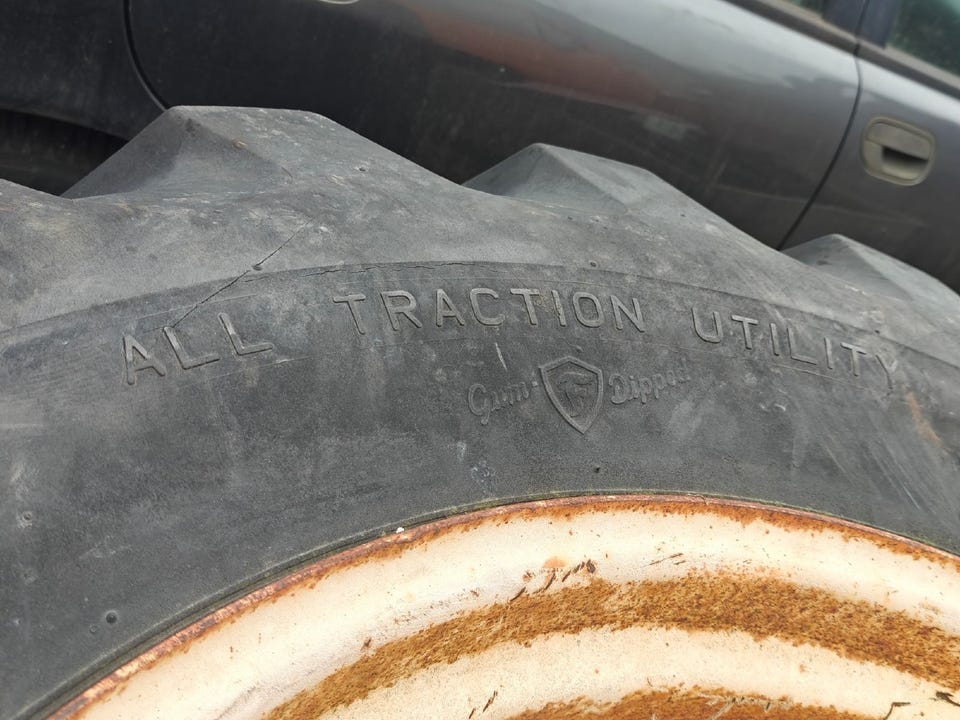 ALL TRACTION UTILITY
Gum- F Dipped